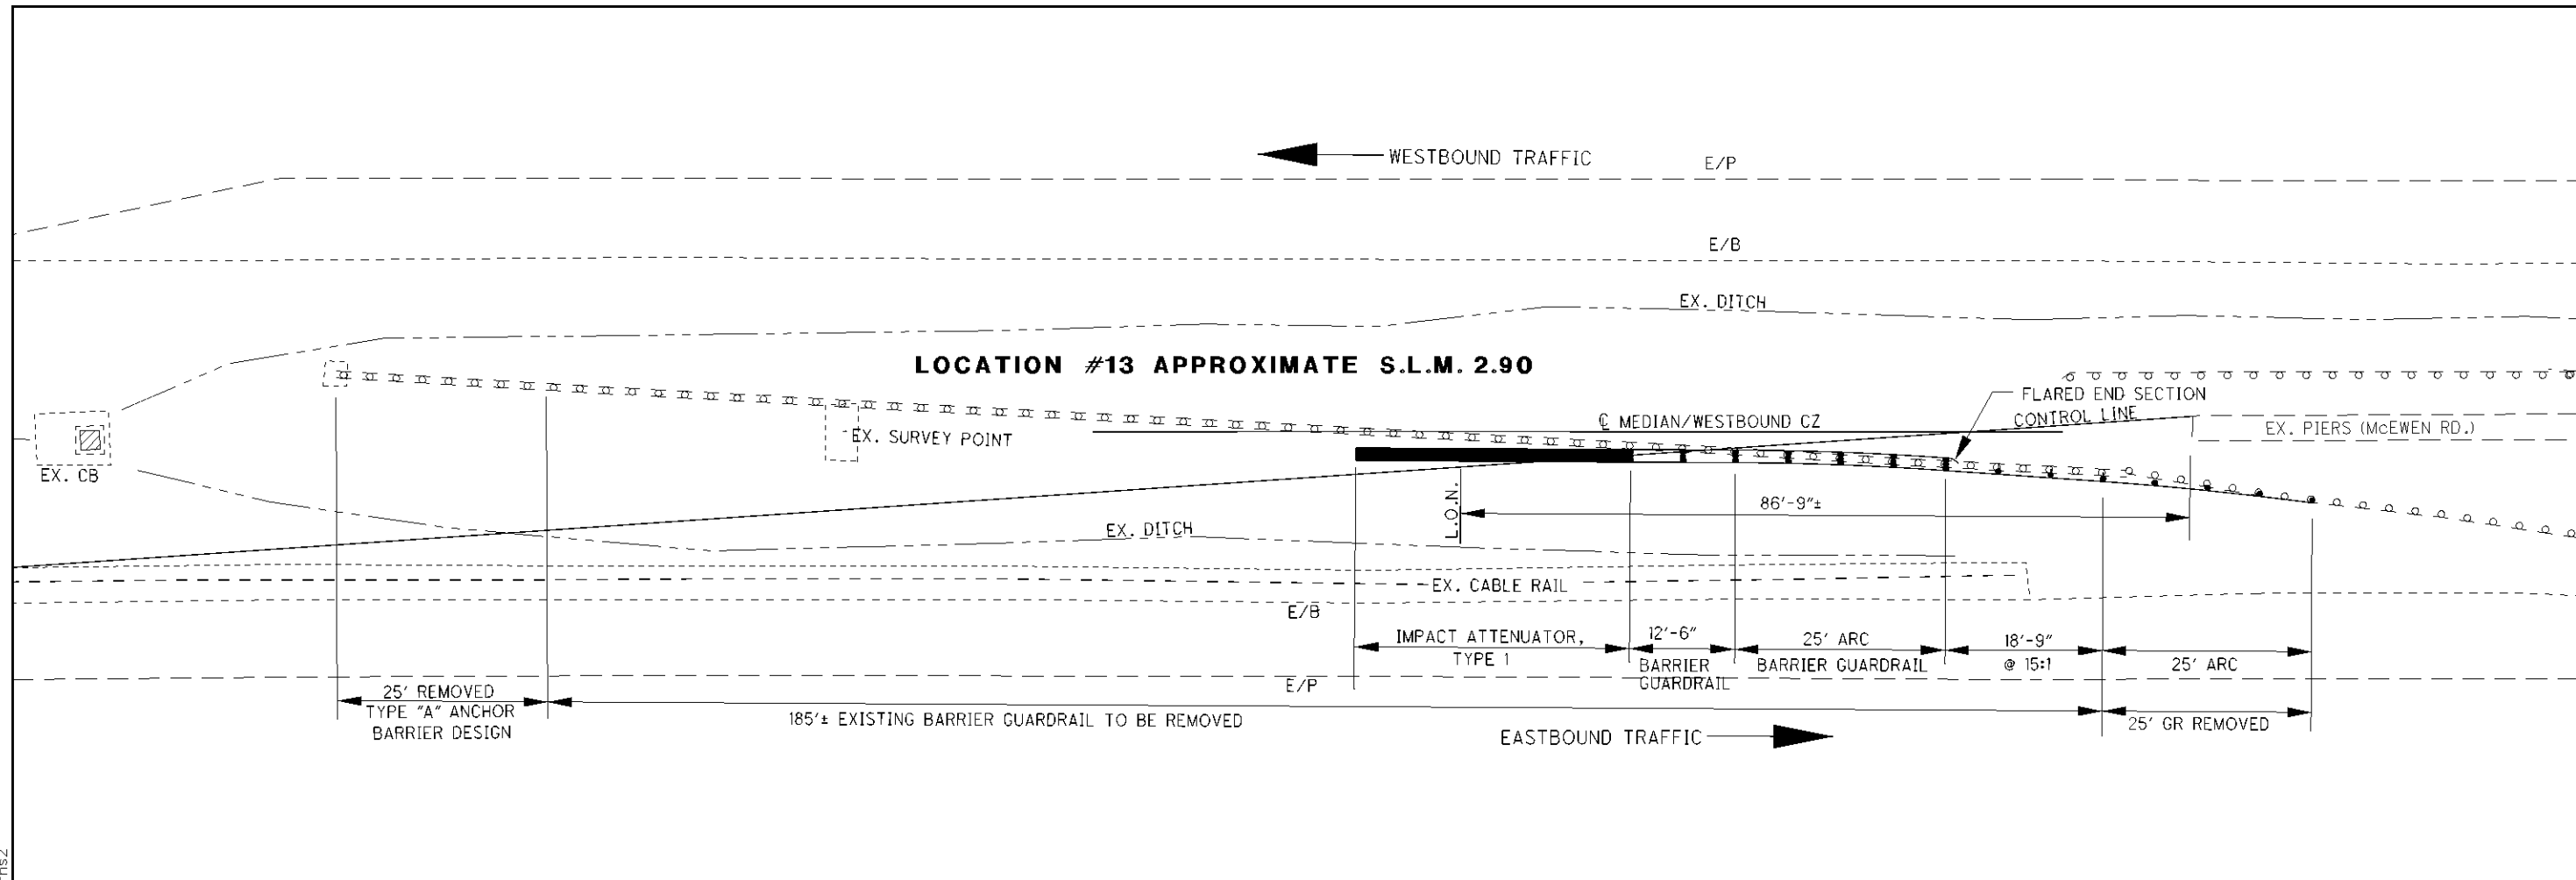 WESTBOUND TRAFFIC
E/P
E/B
EX. DITCH
LOCATION #13 APPROXIMATE S.L.M. 2.90
FLARED END SECTION
CONTROL LINE
℄ MEDIAN/WESTBOUND CZ
EX. PIERS (McEWEN RD.)
EX. SURVEY POINT
EX. CB
L.O.N.
86'-9"±
EX. DITCH
EX. CABLE RAIL
E/B
IMPACT ATTENUATOR,
TYPE 1
12'-6"
BARRIER
GUARDRAIL
25' ARC
BARRIER GUARDRAIL
18'-9"
@ 15:1
25' ARC
E/P
25' REMOVED
TYPE "A" ANCHOR
BARRIER DESIGN
185'± EXISTING BARRIER GUARDRAIL TO BE REMOVED
25' GR REMOVED
EASTBOUND TRAFFIC